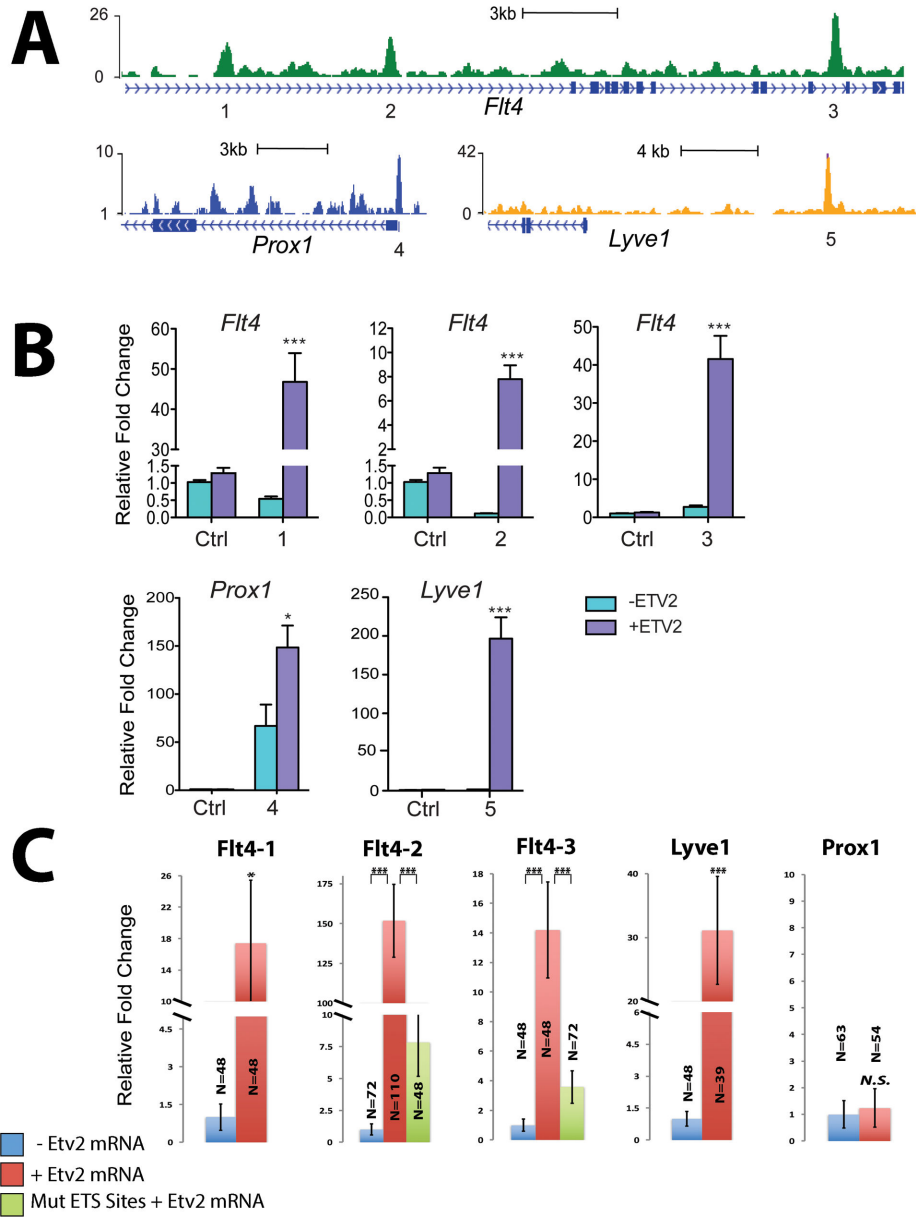 A
26
0
3kb
1
2
Flt4
3
10
1
3kb
Prox1
4
42
0
4 kb
Lyve1
5
B
Relative Fold Change
Flt4
60
50
40
30
1.5
1.0
0.5
0.0
***
Ctrl
1
Flt4
12
10
8
6
4
2
1.5
1.0
0.5
0.0
***
Ctrl
2
Flt4
50
40
30
20
10
0
***
Ctrl
3
Relative Fold Change
Prox1
200
150
100
50
0
*
Ctrl
4
Lyve1
250
200
150
100
50
0
***
Ctrl
5
-ETV2
+ETV2
C
Relative Fold Change
Flt4-1
26
22
18
14
10
4.5
3
1.5
0
*
N=48
N=48
Flt4-2
175
150
125
100
10
7.5
5
2.5
0
***
***
N=72
N=110
N=48
Flt4-3
18
16
14
12
10
8
6
4
2
0
***
***
N=48
N=48
N=72
Lyve1
40
30
20
6
4.5
3
1.5
0
***
N=48
N=39
Prox1
10
9
8
7
6
5
4
3
2
1
0
N=63
N=54
N.S.
- Etv2 mRNA
+ Etv2 mRNA
Mut ETS Sites + Etv2 mRNA